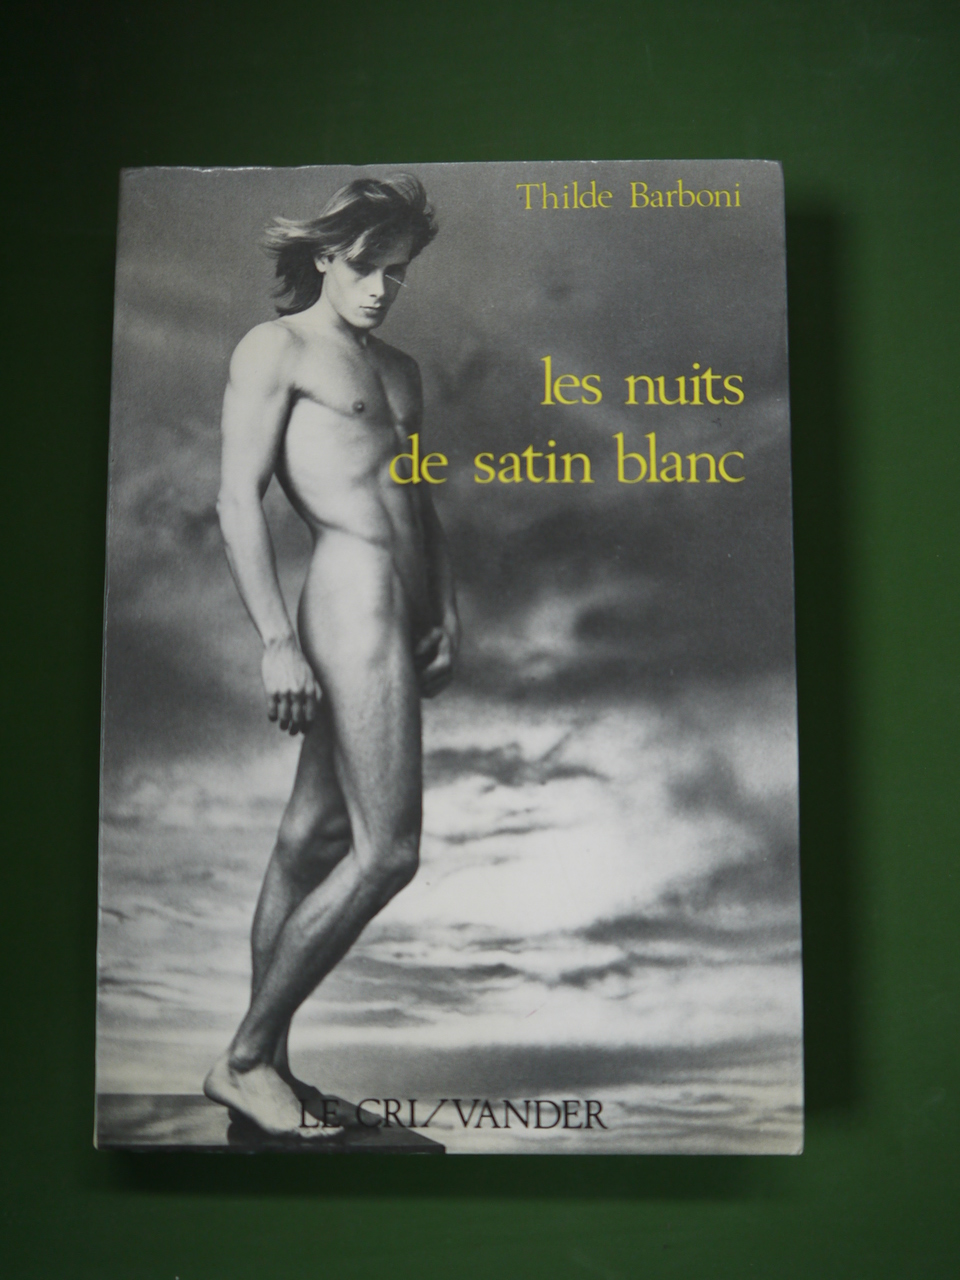 Thilde Barboni
les nuits
de satin blanc
LE CRI/VANDER